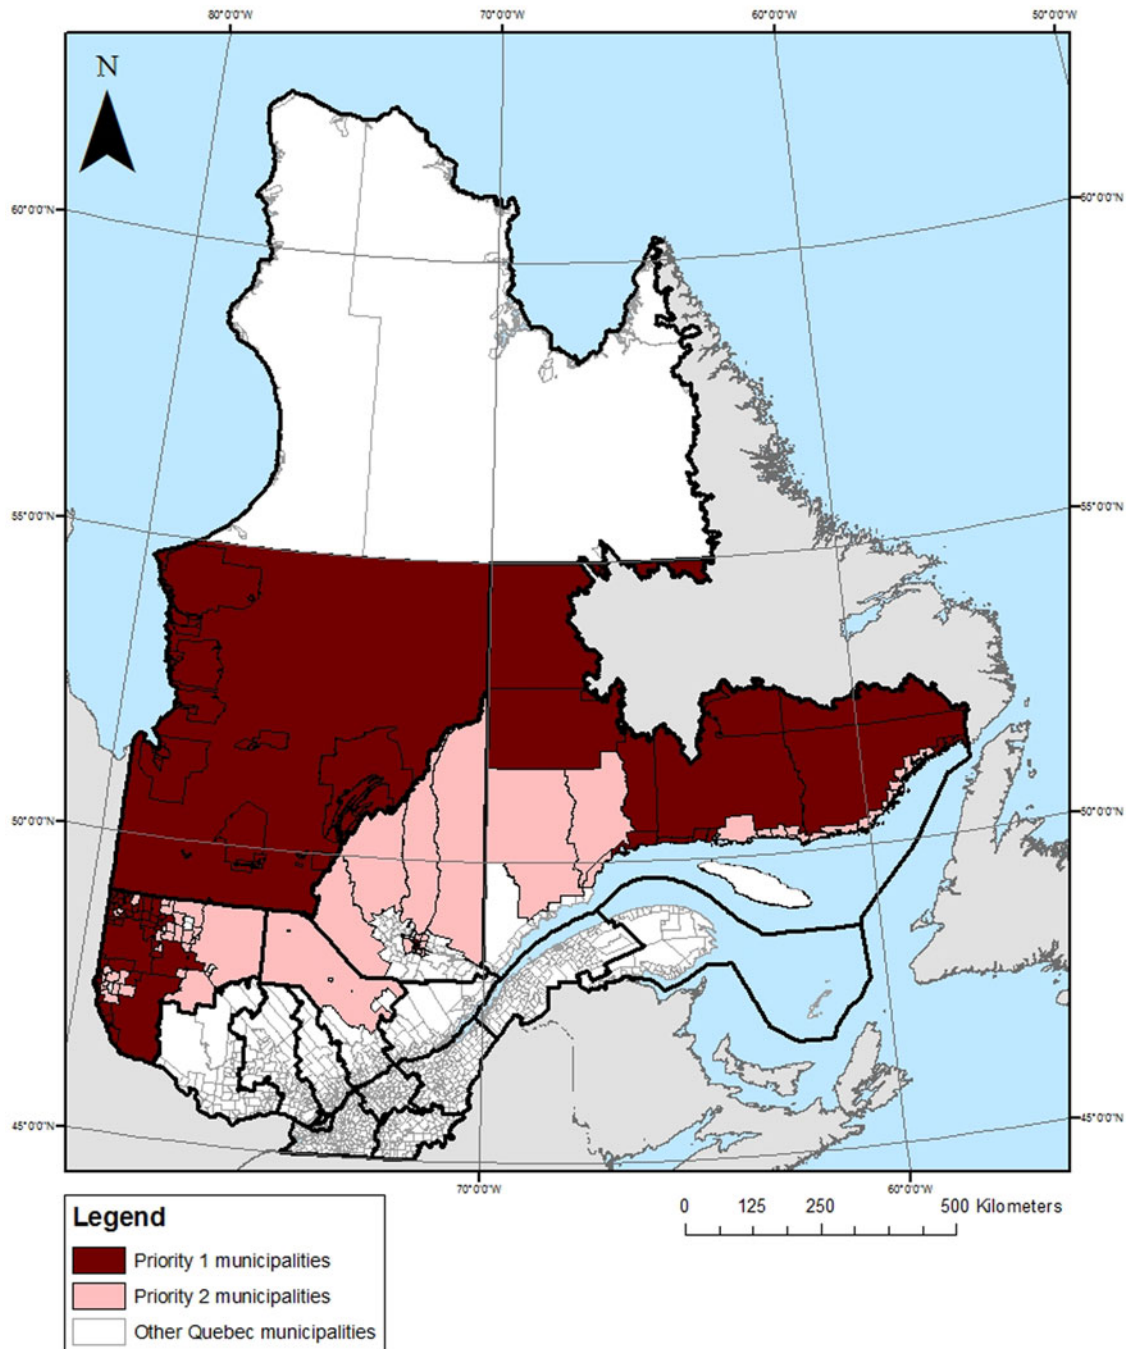 80°0'0"W 70°0'0"W 60°0'0"W 50°0'0"W
N
60°0'0"N 60°0'0"N
55°0'0"N 55°0'0"N
50°0'0"N 50°0'0"N
45°0'0"N 45°0'0"N
70°0'0"W 60°0'0"W
0 125 250 500 Kilometers
Legend
Priority 1 municipalities
Priority 2 municipalities
Other Quebec municipalities